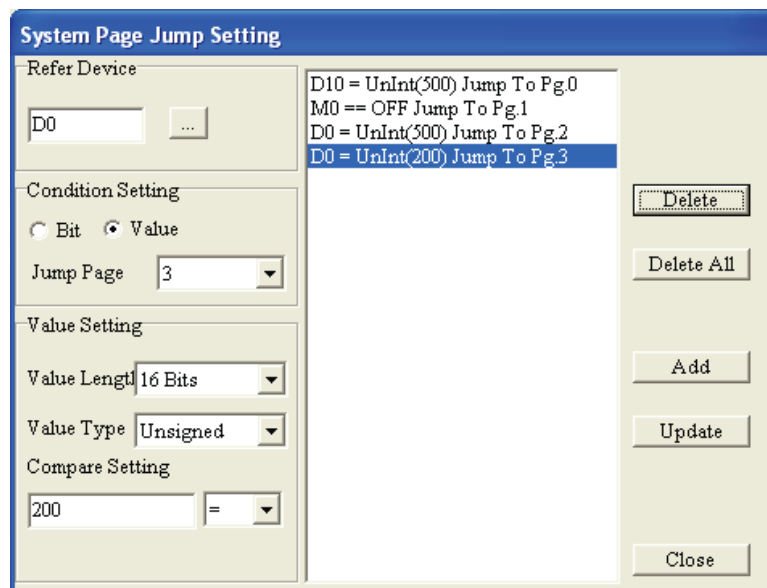 System Page Jump Setting
Refer Device
D0
...
Condition Setting
Bit
Value
Jump Page
3
Value Setting
Value Lengtl
16 Bits
Value Type
Unsigned
Compare Setting
200
=
D10 = UnInt(500) Jump To Pg.0
M0 == OFF Jump To Pg.1
D0 = UnInt(500) Jump To Pg.2
D0 = UnInt(200) Jump To Pg.3
Delete
Delete All
Add
Update
Close